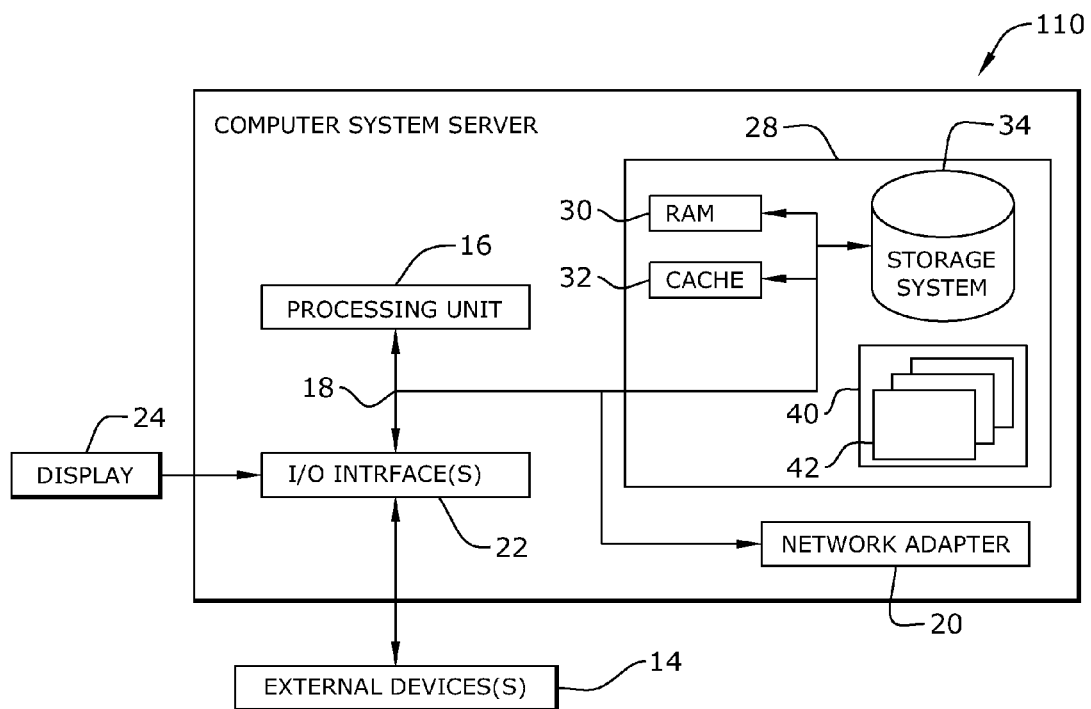 110
COMPUTER SYSTEM SERVER
28
34
30
RAM
16
32
CACHE
STORAGE
SYSTEM
PROCESSING UNIT
18
40
24
42
DISPLAY
I/O INTRFACE(S)
22
NETWORK ADAPTER
20
14
EXTERNAL DEVICES(S)